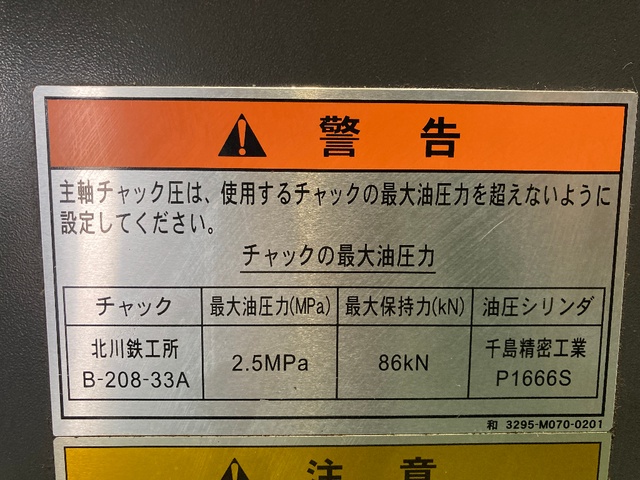 警告
主軸チャック圧は、使用するチャックの最大油圧力を超えないように
設定してください。
チャックの最大油圧力
チャック 最大油圧力(MPa) 最大保持力(kN) 油圧シリンダ
北川鉄工所 千島精密工業
B-208-33A 2.5MPa 86kN P1666S
和 3295-M070-0201
注意